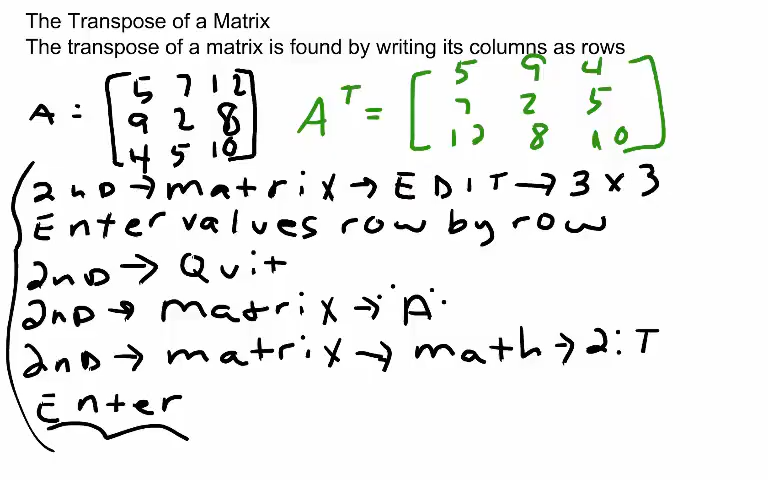 The Transpose of a Matrix
The transpose of a matrix is found by writing its columns as rows
A = [5 7 12
9 2 8
4 5 10]
A^T = [5 9 4
7 2 5
12 8 10]
2nD → matrix → EDIT → 3 x 3
Enter values row by row
2nD → Quit
2nD → matrix → A
2nD → matrix → math → 2: T
Enter